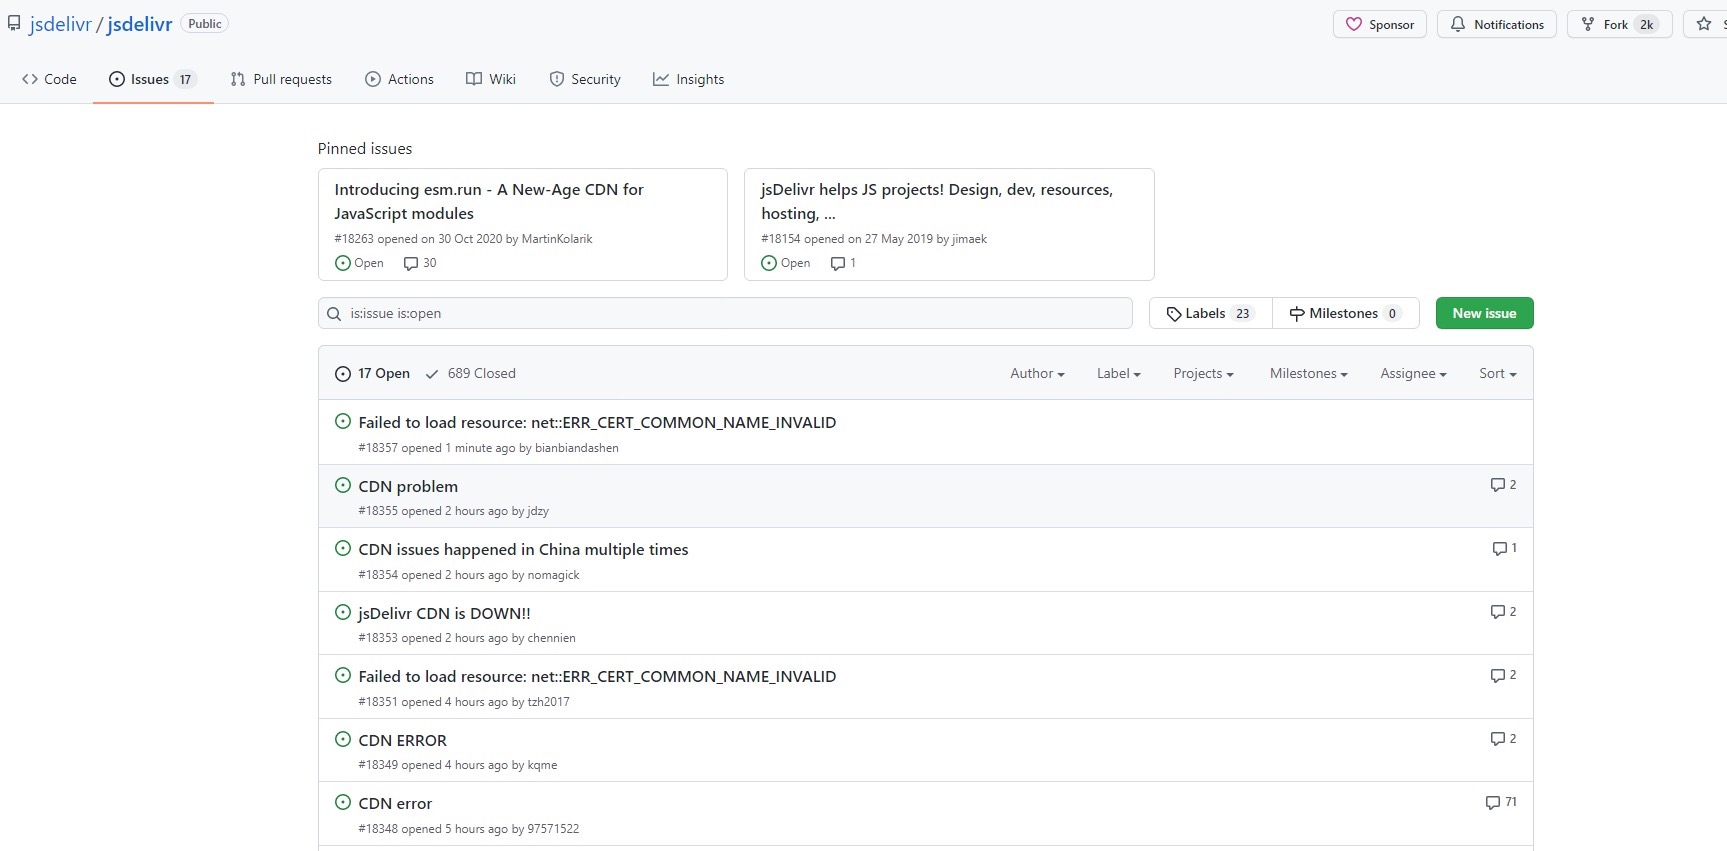 jsdelivr / jsdelivr Public
Sponsor Notifications Fork 2k
Code Issues 17 Pull requests Actions Wiki Security Insights
Pinned issues
Introducing esm.run - A New-Age CDN for
JavaScript modules
#18263 opened on 30 Oct 2020 by MartinKolarik
Open 30
jsDelivr helps JS projects! Design, dev, resources,
hosting, ...
#18154 opened on 27 May 2019 by jimaek
Open 1
is:issue is:open
Labels 23 Milestones 0 New issue
17 Open 689 Closed Author Label Projects Milestones Assignee Sort
Failed to load resource: net::ERR_CERT_COMMON_NAME_INVALID
#18357 opened 1 minute ago by bianbiandashen
CDN problem 2
#18355 opened 2 hours ago by jdzy
CDN issues happened in China multiple times 1
#18354 opened 2 hours ago by nomagick
jsDelivr CDN is DOWN!! 2
#18353 opened 2 hours ago by chennien
Failed to load resource: net::ERR_CERT_COMMON_NAME_INVALID 2
#18351 opened 4 hours ago by tzh2017
CDN ERROR 2
#18349 opened 4 hours ago by kqme
CDN error 71
#18348 opened 5 hours ago by 97571522